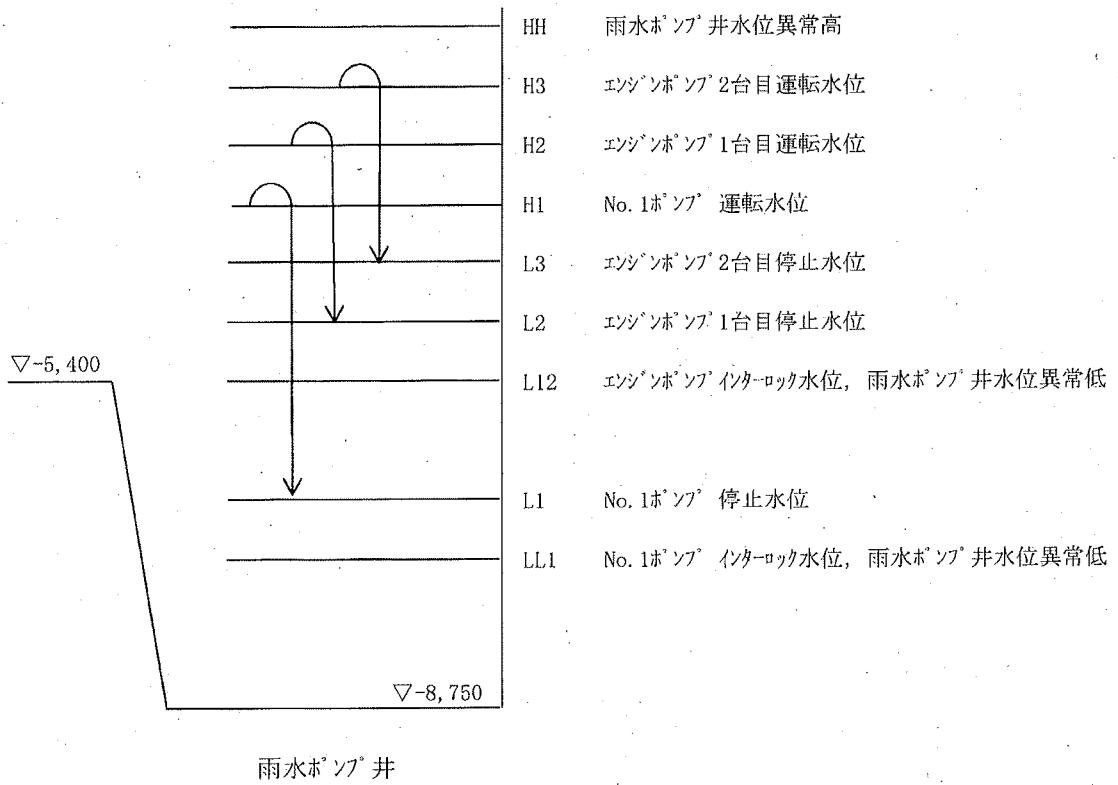 HH 雨水ﾎﾟﾝﾌﾟ井水位異常高
H3 ｴﾝｼﾞﾝﾎﾟﾝﾌﾟ2台目運転水位
H2 ｴﾝｼﾞﾝﾎﾟﾝﾌﾟ1台目運転水位
H1 No.1ﾎﾟﾝﾌﾟ 運転水位
L3 ｴﾝｼﾞﾝﾎﾟﾝﾌﾟ2台目停止水位
L2 ｴﾝｼﾞﾝﾎﾟﾝﾌﾟ1台目停止水位
▽-5,400
L12 ｴﾝｼﾞﾝﾎﾟﾝﾌﾟｲﾝﾀｰﾛｯｸ水位, 雨水ﾎﾟﾝﾌﾟ井水位異常低
L1 No.1ﾎﾟﾝﾌﾟ 停止水位
LL1 No.1ﾎﾟﾝﾌﾟ ｲﾝﾀｰﾛｯｸ水位, 雨水ﾎﾟﾝﾌﾟ井水位異常低
▽-8,750
雨水ﾎﾟﾝﾌﾟ井